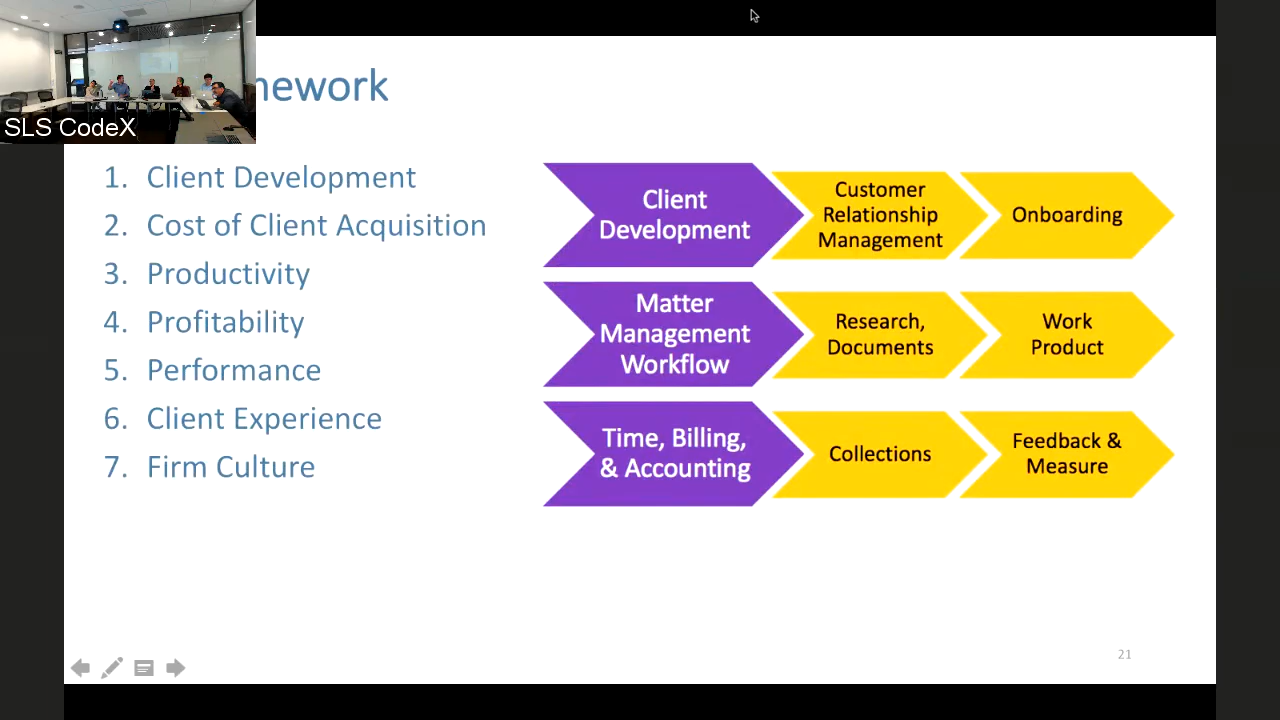 SLS CodeX
1. Client Development
2. Cost of Client Acquisition
3. Productivity
4. Profitability
5. Performance
6. Client Experience
7. Firm Culture
Client
Development
Customer
Relationship
Management
Onboarding
Matter
Management
Workflow
Research,
Documents
Work
Product
Time, Billing,
& Accounting
Collections
Feedback &
Measure
21